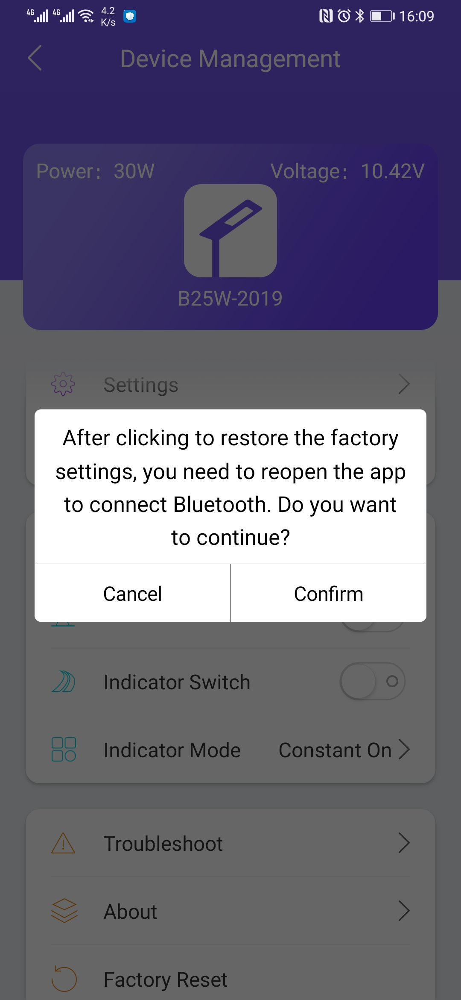 4G 4G 4.2 K/s 16:09
Device Management
Power: 30W Voltage: 10.42V
B25W-2019
Settings
After clicking to restore the factory
settings, you need to reopen the app
to connect Bluetooth. Do you want
to continue?
Cancel Confirm
Indicator Switch
Indicator Mode Constant On
Troubleshoot
About
Factory Reset